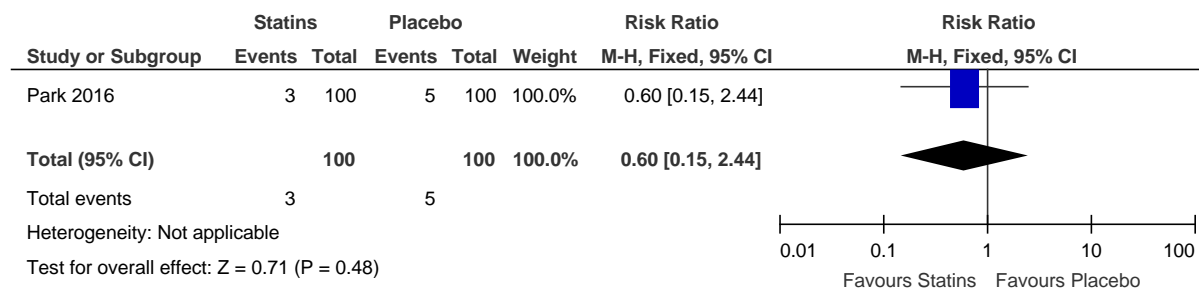 Statins Placebo Risk Ratio Risk Ratio
Study or Subgroup Events Total Events Total Weight M-H, Fixed, 95% CI M-H, Fixed, 95% CI
Park 2016 3 100 5 100 100.0% 0.60 [0.15, 2.44]
Total (95% CI) 100 100 100.0% 0.60 [0.15, 2.44]
Total events 3 5
Heterogeneity: Not applicable
Test for overall effect: Z = 0.71 (P = 0.48)
0.01 0.1 1 10 100
Favours Statins Favours Placebo